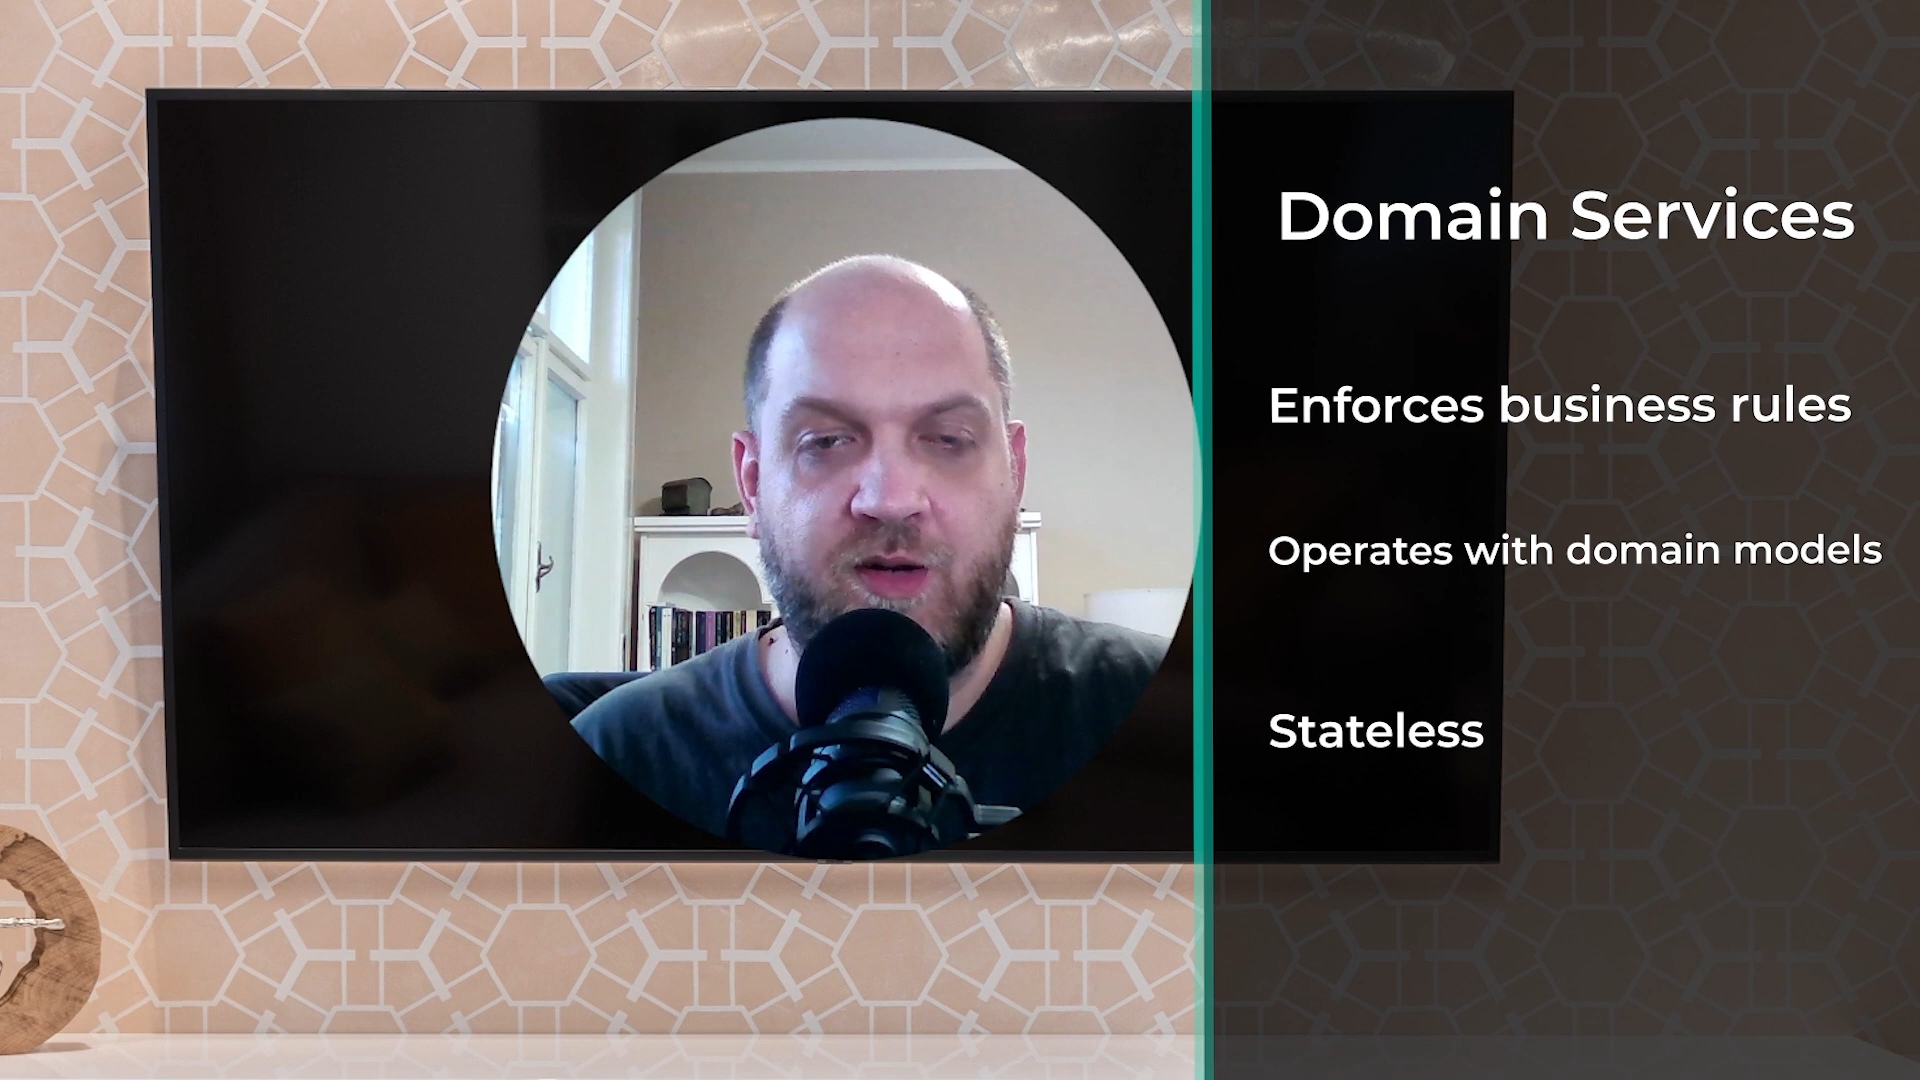 Domain Services
Enforces business rules
Operates with domain models
Stateless